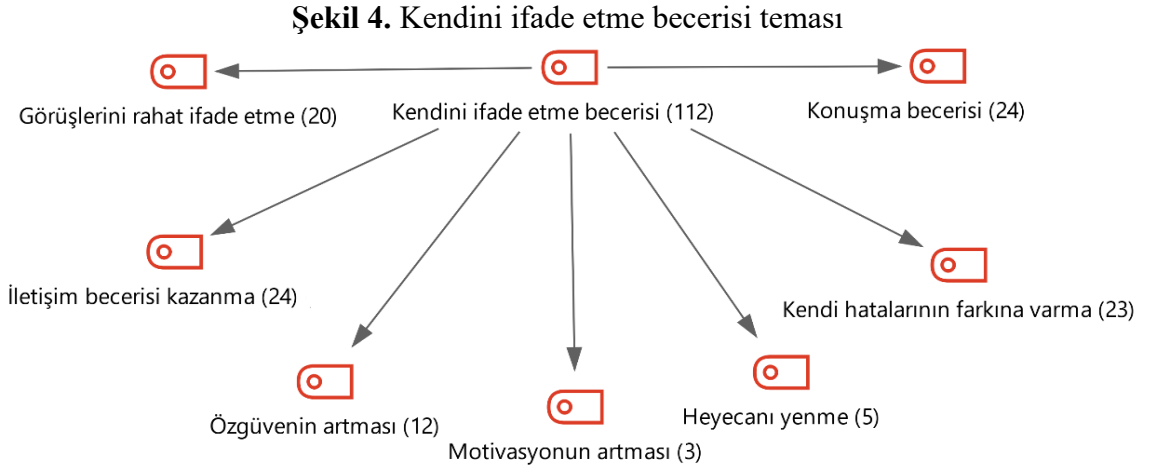 Şekil 4. Kendini ifade etme becerisi teması
Görüşlerini rahat ifade etme (20)
Kendini ifade etme becerisi (112)
Konuşma becerisi (24)
İletişim becerisi kazanma (24)
Kendi hatalarının farkına varma (23)
Özgüvenin artması (12)
Motivasyonun artması (3)
Heyecanı yenme (5)